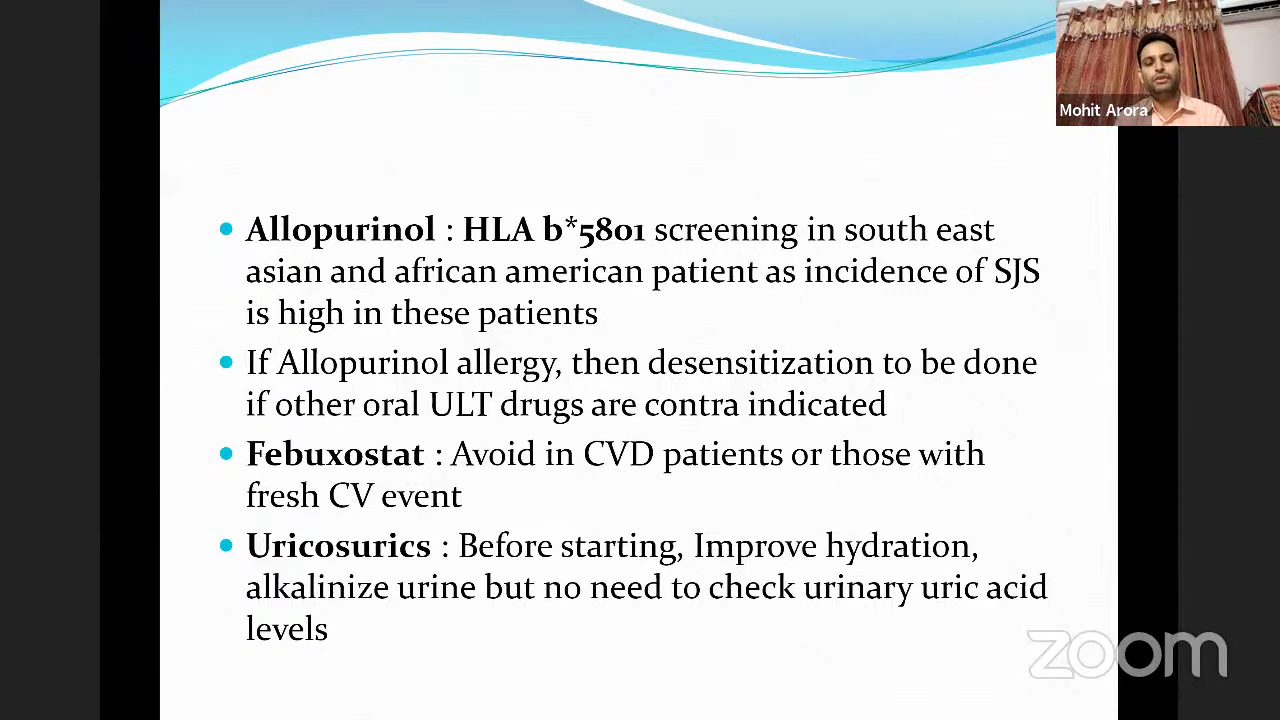 Mohit Arora
Allopurinol : HLA b*5801 screening in south east
asian and african american patient as incidence of SJS
is high in these patients
If Allopurinol allergy, then desensitization to be done
if other oral ULT drugs are contra indicated
Febuxostat : Avoid in CVD patients or those with
fresh CV event
Uricosurics : Before starting, Improve hydration,
alkalinize urine but no need to check urinary uric acid
levels
zoom